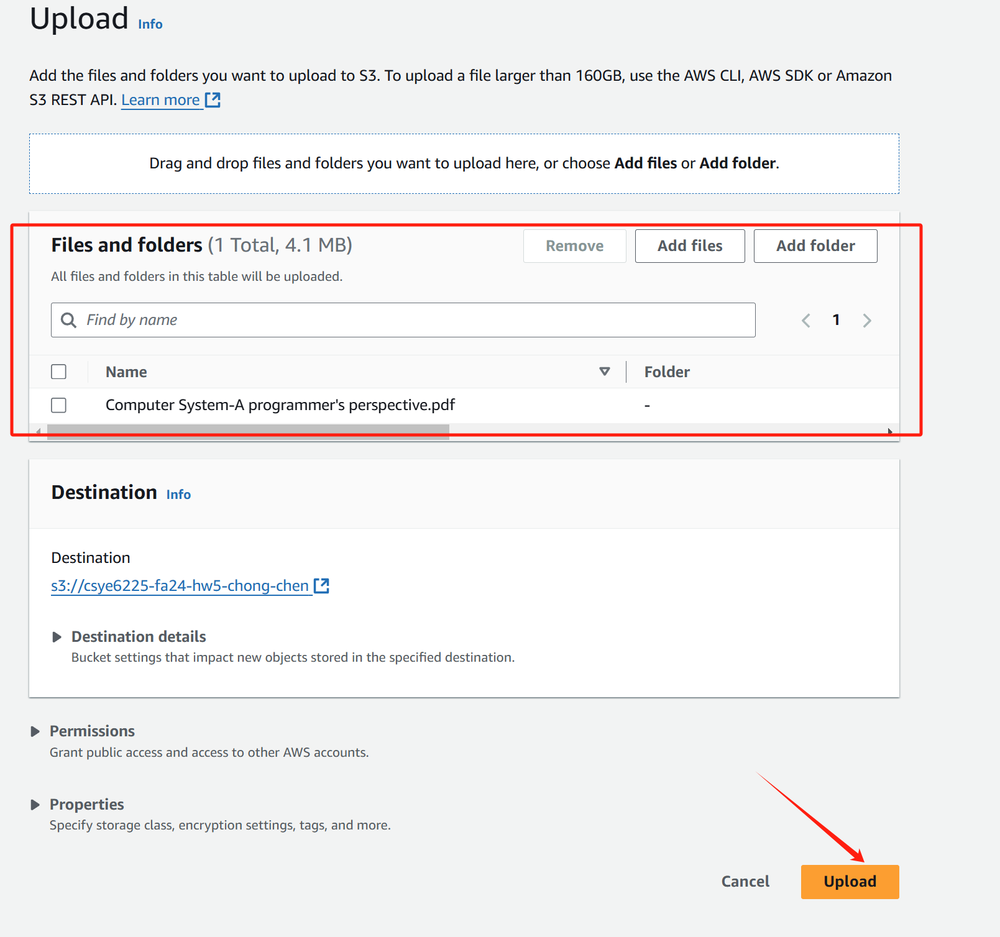 Upload Info
Add the files and folders you want to upload to S3. To upload a file larger than 160GB, use the AWS CLI, AWS SDK or Amazon
S3 REST API. Learn more
Drag and drop files and folders you want to upload here, or choose Add files or Add folder.
Files and folders (1 Total, 4.1 MB)
Remove
Add files
Add folder
All files and folders in this table will be uploaded.
Find by name
1
Name
Folder
Computer System-A programmer's perspective.pdf
-
Destination Info
Destination
s3://csye6225-fa24-hw5-chong-chen
Destination details
Bucket settings that impact new objects stored in the specified destination.
Permissions
Grant public access and access to other AWS accounts.
Properties
Specify storage class, encryption settings, tags, and more.
Cancel
Upload